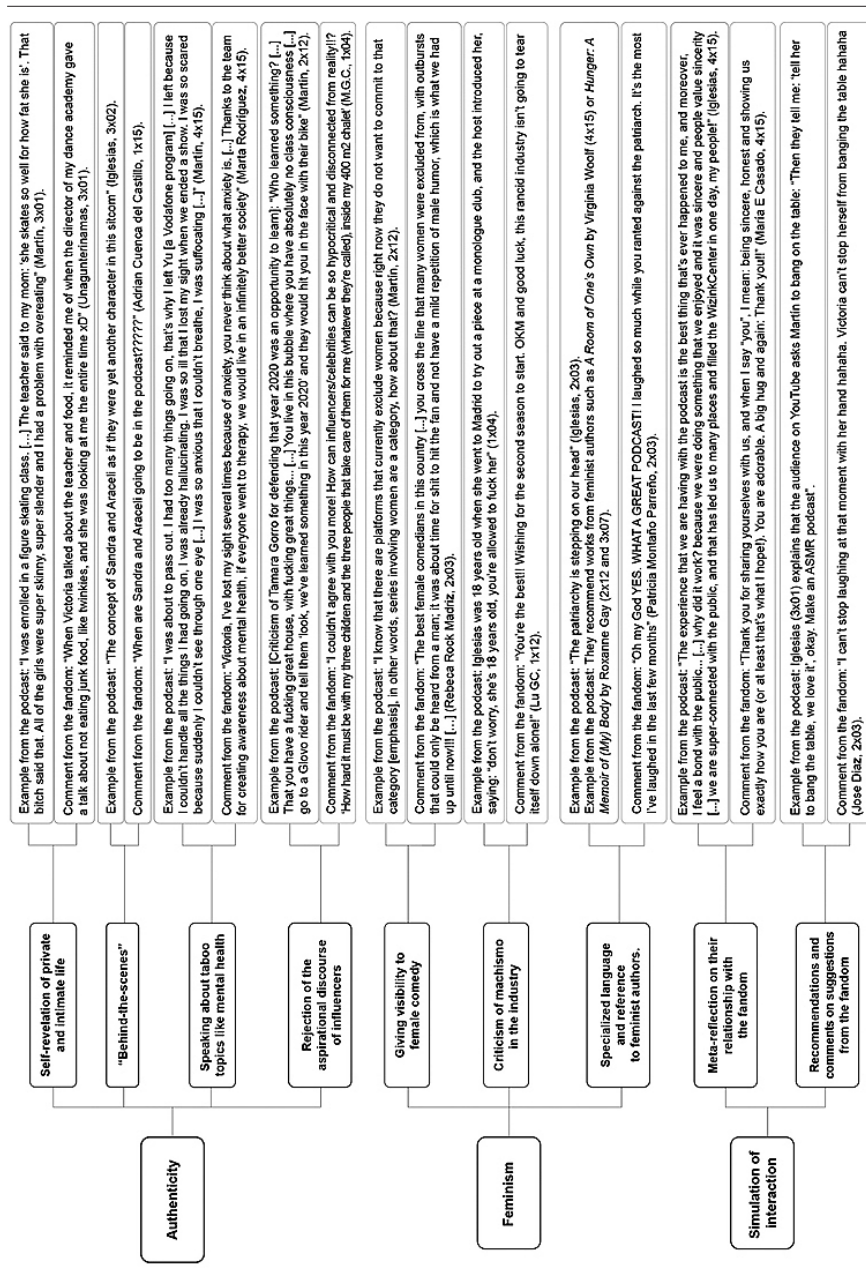 Authenticity
Self-revelation of private
and intimate life
Example from the podcast: "I was enrolled in a figure skating class. [...] The teacher said to my mom: 'she skates so well for how fat she is'. That
bitch said that. All of the girls were super skinny, super slender and I had a problem with overeating" (Martín, 3x01).
Comment from the fandom: "When Victoria talked about the teacher and food, it reminded me of when the director of my dance academy gave
a talk about not eating junk food, like twinkies, and she was looking at me the entire time xD" (Unagunterinamas, 3x01).
"Behind-the-scenes"
Example from the podcast: "The concept of Sandra and Araceli as if they were yet another character in this sitcom" (Iglesias, 3x02).
Comment from the fandom: "When are Sandra and Araceli going to be in the podcast?????" (Adrian Cuenca del Castillo, 1x15).
Speaking about taboo
topics like mental health
Example from the podcast: "I was about to pass out. I had too many things going on, that's why I left Yu [a Vodafone program] [...] I left because
I couldn't handle all the things I had going on, I was already hallucinating. I was so ill that I lost my sight when we ended a show. I was so scared
because suddenly I couldn't see through one eye [...] I was so anxious that I couldn't breathe, I was suffocating [...]" (Martín, 4x15).
Comment from the fandom: "Victoria, I've lost my sight several times because of anxiety, you never think about what anxiety is. [...] Thanks to the team
for creating awareness about mental health, if everyone went to therapy, we would live in an infinitely better society" (Marta Rodríguez, 4x15).
Rejection of the
aspirational discourse
of influencers
Example from the podcast: [Criticism of Tamara Gorro for defending that year 2020 was an opportunity to learn]: "Who learned something? [...]
That you have a fucking great house, with fucking great things... [...] You live in this bubble where you have absolutely no class consciousness [...]
go to a Glovo rider and tell them 'look, we've learned something in this year 2020' and they would hit you in the face with their bike" (Martín, 2x12).
Comment from the fandom: "I couldn't agree with you more! How can influencers/celebrities can be so hypocritical and disconnected from reality!!?
'How hard it must be with my three children and the three people that take care of them for me (whatever they're called), inside my 400 m2 chalet' (M.G.C, 1x04).
Feminism
Giving visibility to
female comedy
Example from the podcast: "I know that there are platforms that currently exclude women because right now they do not want to commit to that
category [emphasis], in other words, series involving women are a category, how about that? (Martín, 2x12).
Comment from the fandom: "The best female comedians in this country [...] you cross the line that many women were excluded from, with outbursts
that could only be heard from a man; it was about time for shit to hit the fan and not have a mild repetition of male humor, which is what we had
up until now!!! [...] (Rebeca Rook Madriz, 2x03).
Criticism of machismo
in the industry
Example from the podcast: Iglesias was 18 years old when she went to Madrid to try out a piece at a monologue club, and the host introduced her,
saying: 'don't worry, she's 18 years old, you're allowed to fuck her" (1x04).
Comment from the fandom: "You're the best!!! Wishing for the second season to start. OKM and good luck, this rancid industry isn't going to tear
itself down alone!" (Lu GC, 1x12).
Specialized language
and reference
to feminist authors.
Example from the podcast: "The patriarchy is stepping on our head" (Iglesias, 2x03).
Example from the podcast: They recommend works from feminist authors such as A Room of One's Own by Virginia Woolf (4x15) or Hunger: A
Memoir of (My) Body by Roxanne Gay (2x12 and 3x07).
Comment from the fandom: "Oh my God YES. WHAT A GREAT PODCAST! I laughed so much while you ranted against the patriarch. It's the most
I've laughed in the last few months" (Patricia Montaño Parreño, 2x03).
Simulation of
interaction
Meta-reflection on their
relationship with
the fandom
Example from the podcast: "The experience that we are having with the podcast is the best thing that's ever happened to me, and moreover,
I feel a bond with the public... [...] why did it work? because we were doing something that we enjoyed and it was sincere and people value sincerity
[...] we are super-connected with the public, and that has led us to many places and filled the WizinkCenter in one day, my people!" (Iglesias, 4x15).
Comment from the fandom: "Thank you for sharing yourselves with us, and when I say "you", I mean: being sincere, honest and showing us
exactly how you are (or at least that's what I hope!). You are adorable. A big hug and again: Thank you!!" (María E Casado, 4x15).
Recommendations and
comments on suggestions
from the fandom
Example from the podcast: Iglesias (3x01) explains that the audience on YouTube asks Martin to bang on the table: "Then they tell me: 'tell her
to bang the table, we love it', okay. Make an ASMR podcast".
Comment from the fandom: "I can't stop laughing at that moment with her hand hahaha. Victoria can't stop herself from banging the table hahaha
(Jose Diaz, 2x03).